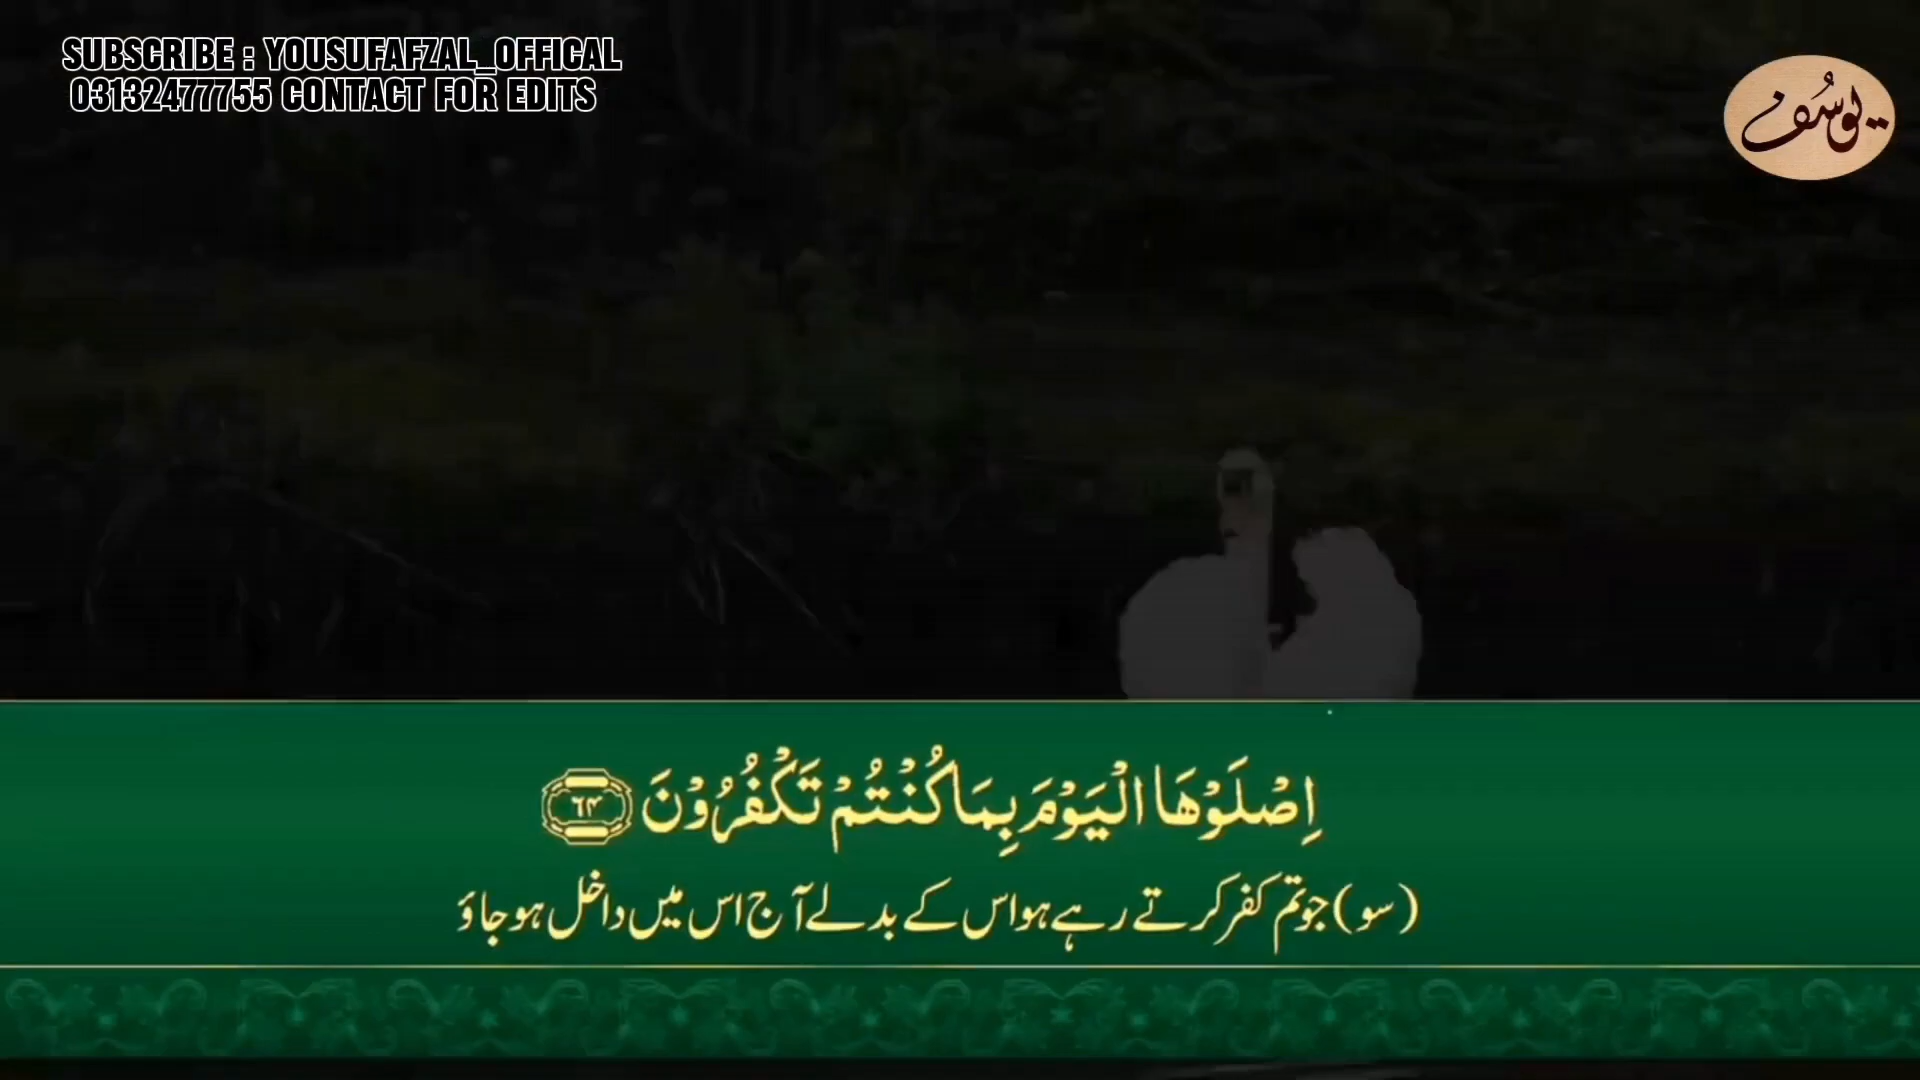 SUBSCRIBE : YOUSUFAFZAL_OFFICAL
03132477755 CONTACT FOR EDITS
یوسُف
اِصْلَوْهَا الْیَوْمَ بِمَا كُنْتُمْ تَكْفُرُوْنَ ٦٤
(سو) جو تم کفر کرتے رہے ہو اس کے بدلے آج اس میں داخل ہو جاؤ